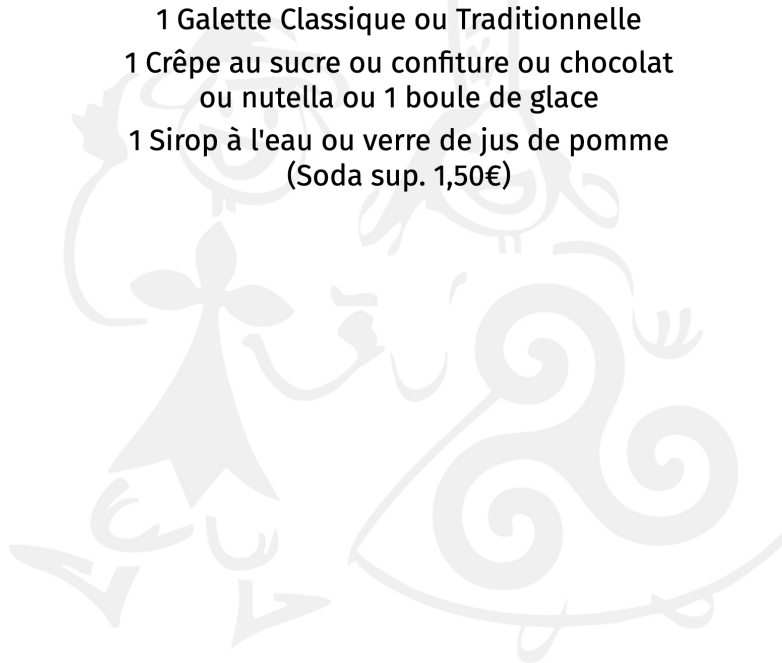 1 Galette Classique ou Traditionnelle
1 Crêpe au sucre ou confiture ou chocolat
ou nutella ou 1 boule de glace
1 Sirop à l'eau ou verre de jus de pomme
(Soda sup. 1,50€)